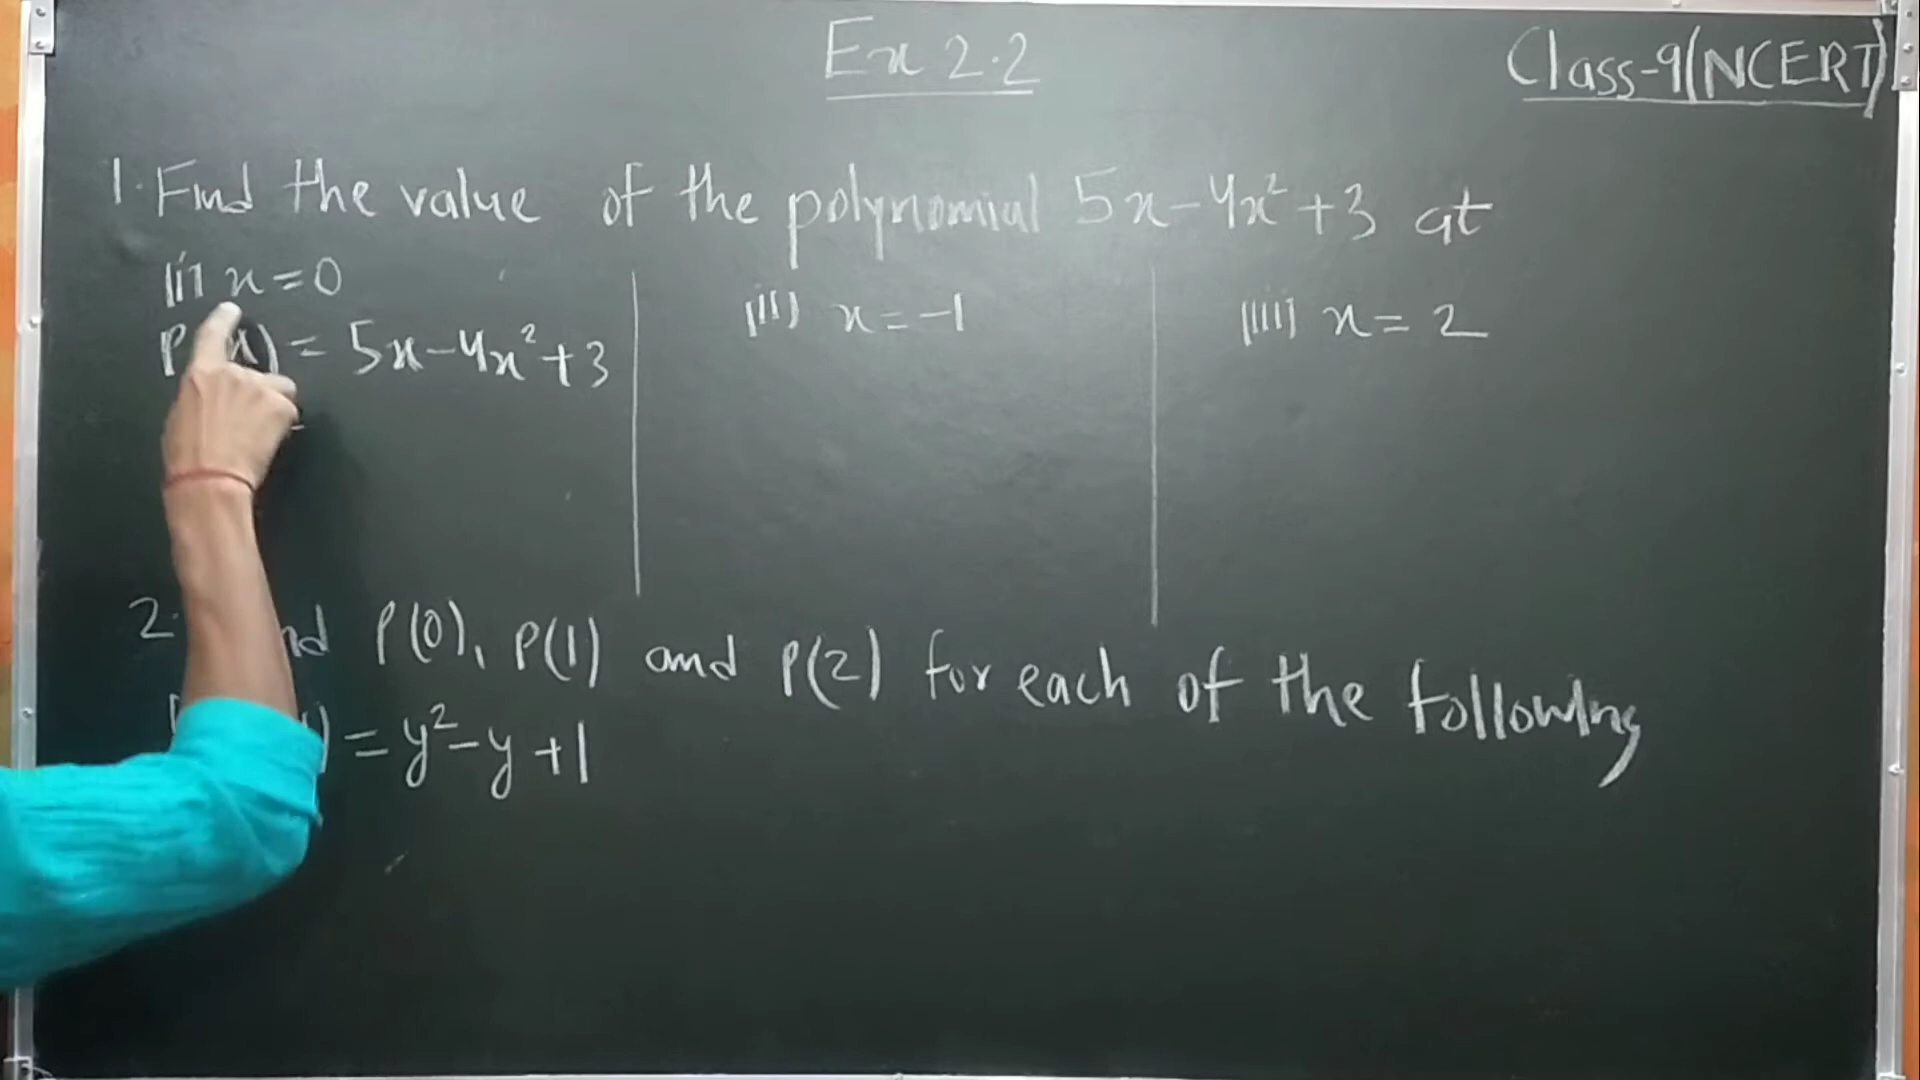 Ex 2.2
Class-9(NCERT)
1. Find the value of the polynomial 5x-4x²+3 at
(i) x=0
(ii) x=-1
(iii) x=2
P(x) = 5x-4x²+3
=
2. P(0), P(1) and P(2) for each of the following
= y²-y+1